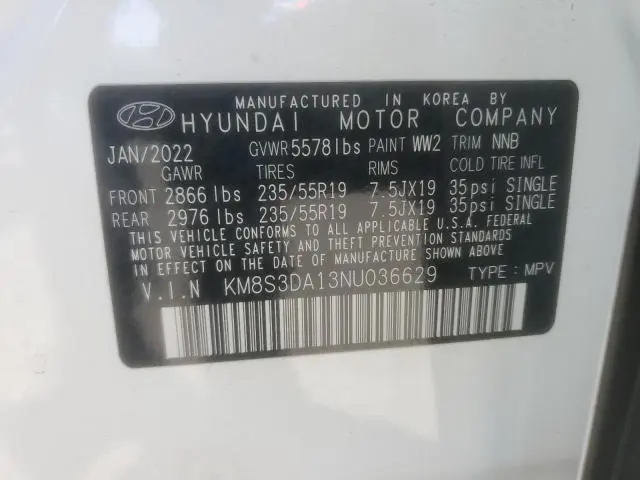 MANUFACTURED IN KOREA BY
HYUNDAI MOTOR COMPANY
JAN/2022 GVWR5578lbs PAINT WW2 TRIM NNB
GAWR TIRES RIMS COLD TIRE INFL
FRONT 2866 lbs 235/55R19 7.5JX19 35psi SINGLE
REAR 2976 lbs 235/55R19 7.5JX19 35psi SINGLE
THIS VEHICLE CONFORMS TO ALL APPLICABLE U.S.A. FEDERAL
MOTOR VEHICLE SAFETY AND THEFT PREVENTION STANDARDS
IN EFFECT ON THE DATE OF MANUFACTURE SHOWN ABOVE.
V.I.N KM8S3DA13NU036629 TYPE : MPV